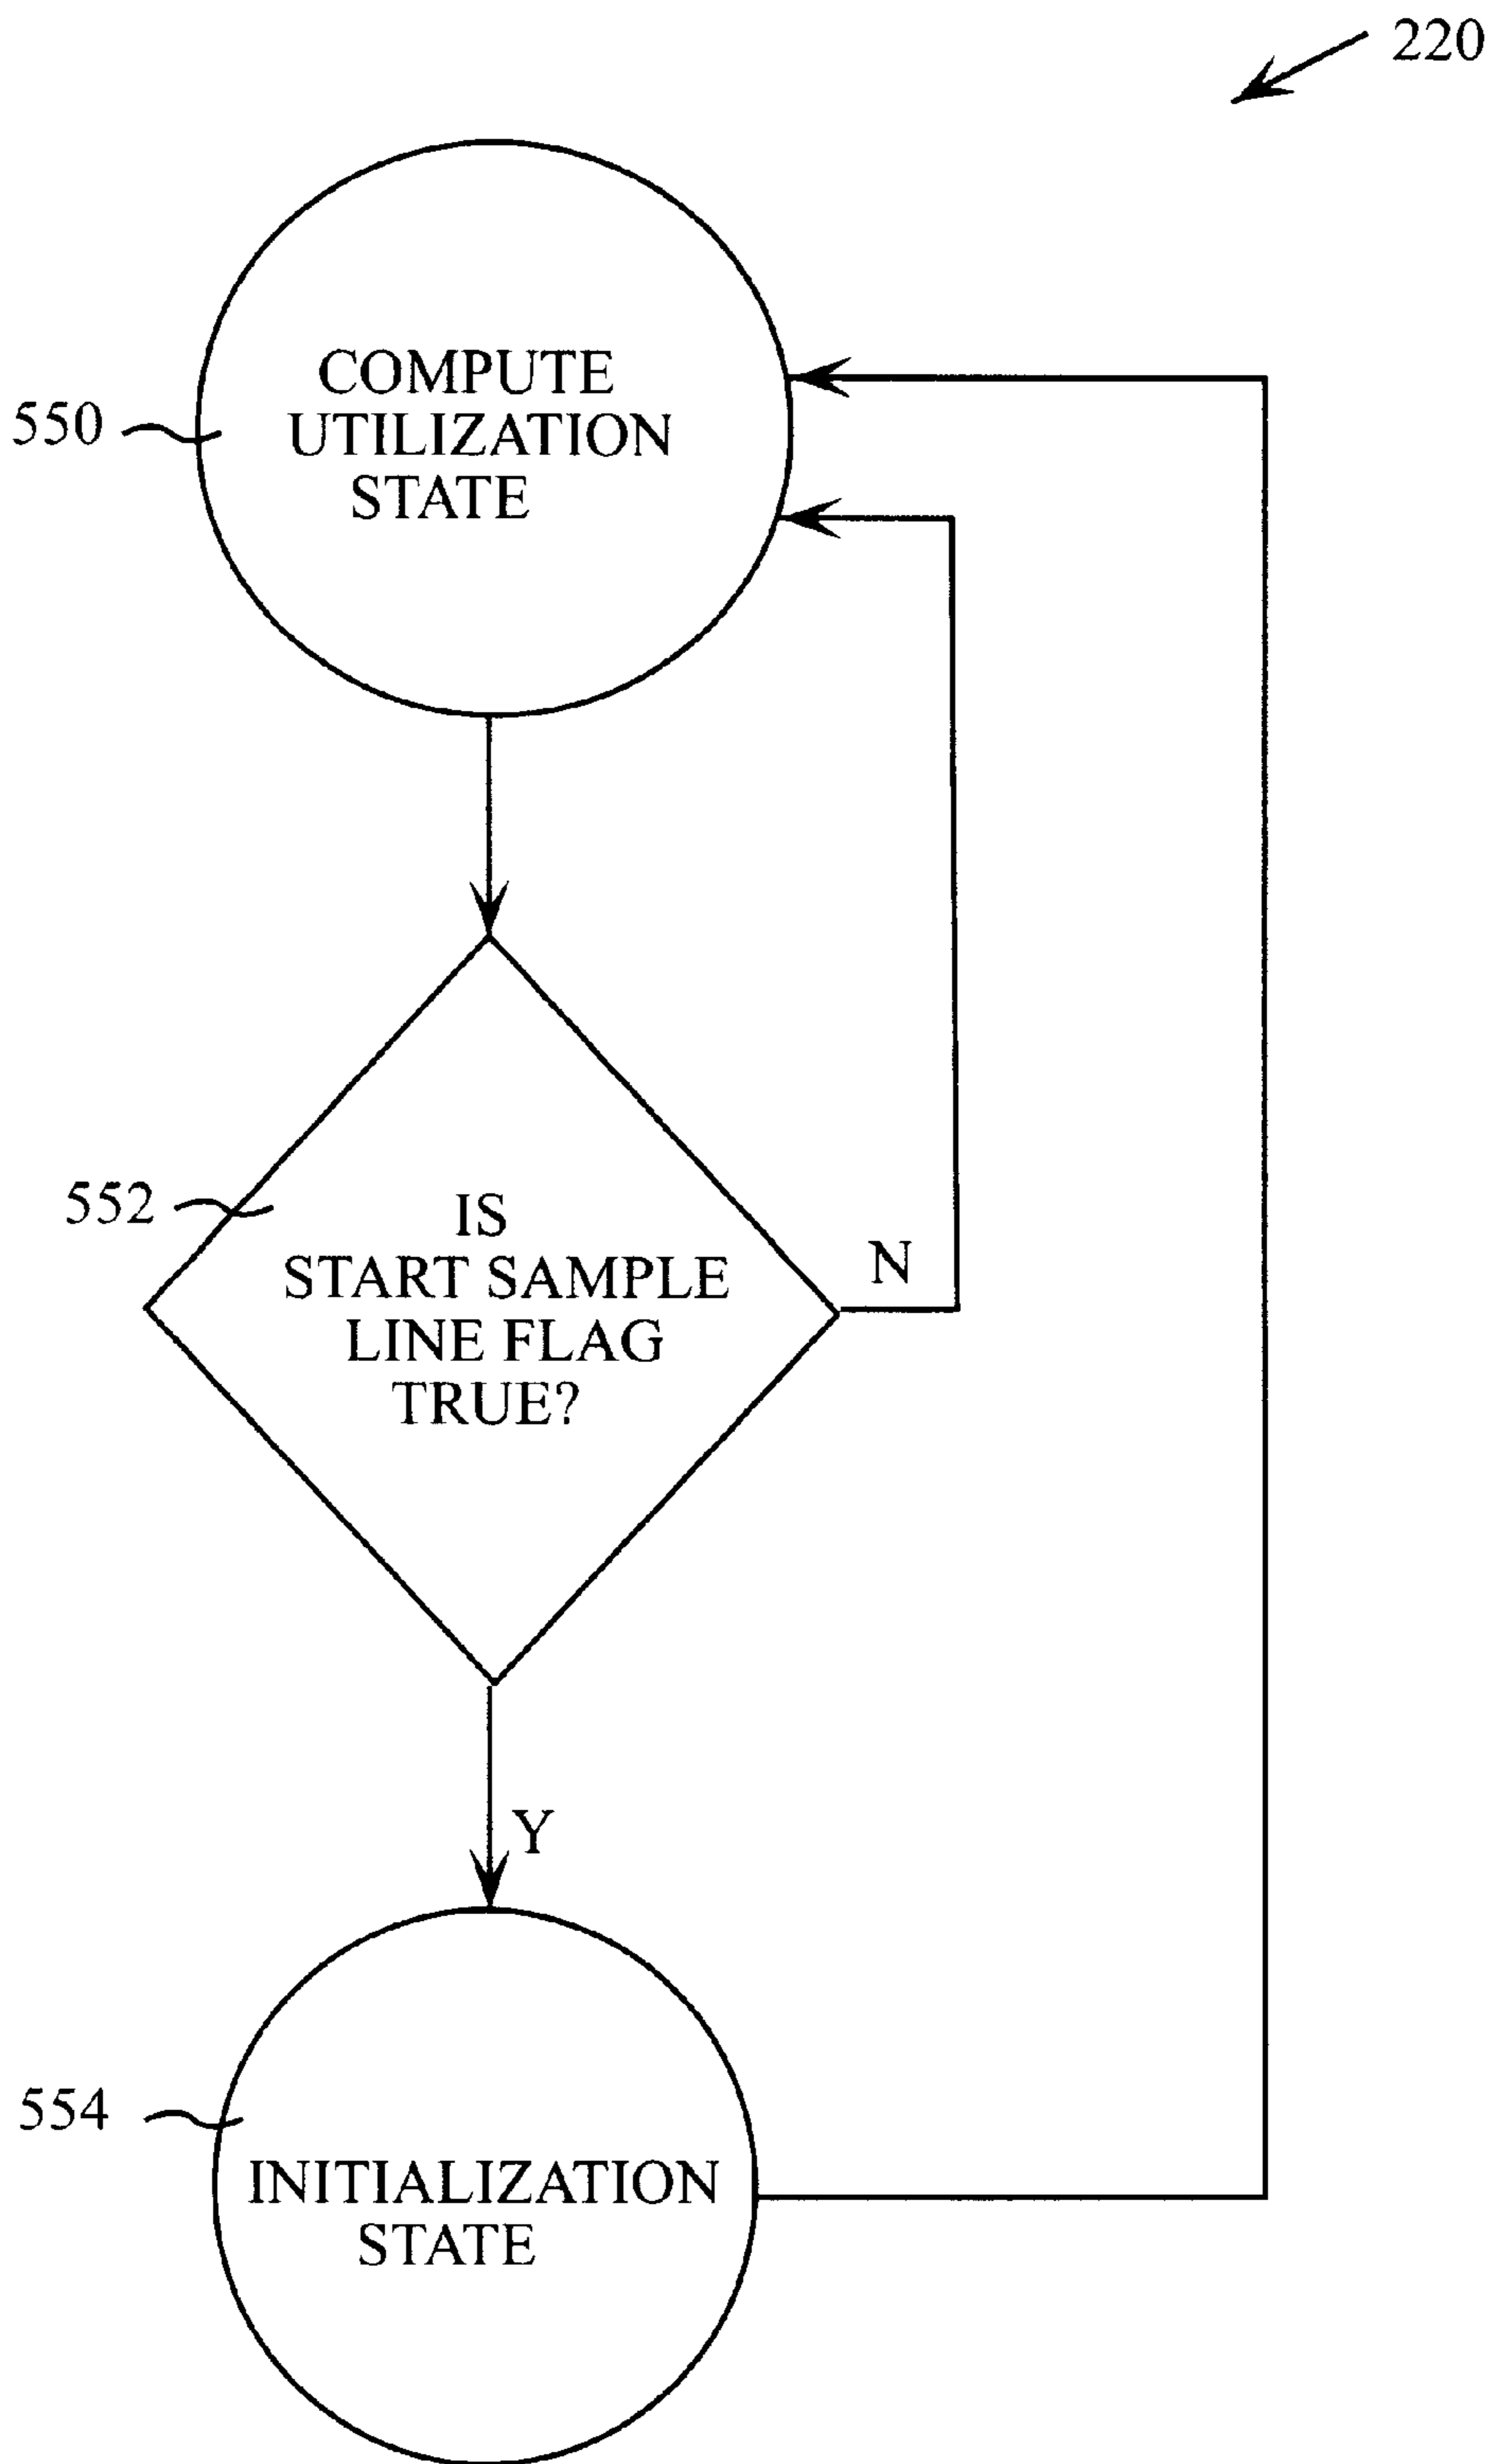 220
COMPUTE
UTILIZATION
STATE
550
552
IS
START SAMPLE
LINE FLAG
TRUE?
N
Y
554
INITIALIZATION
STATE